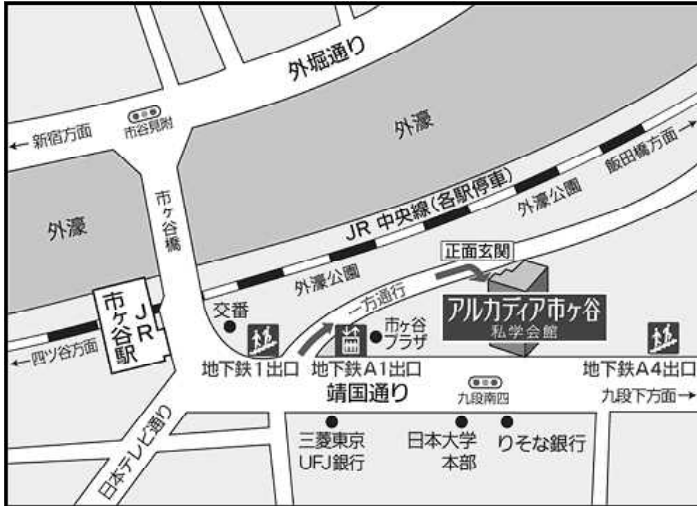 外堀通り
←新宿方面
市谷見附
外濠
飯田橋方面→
外濠
市ヶ谷橋
JR 中央線(各駅停車)
外濠公園
外濠公園
正面玄関
一方通行
アルカディア市ヶ谷
私学会館
JR
市ヶ谷駅
交番
市ヶ谷
プラザ
←四ツ谷方面
地下鉄1出口
地下鉄A1出口
地下鉄A4出口
靖国通り
九段南四
九段下方面→
日本テレビ通り
三菱東京
UFJ銀行
日本大学
本部
りそな銀行